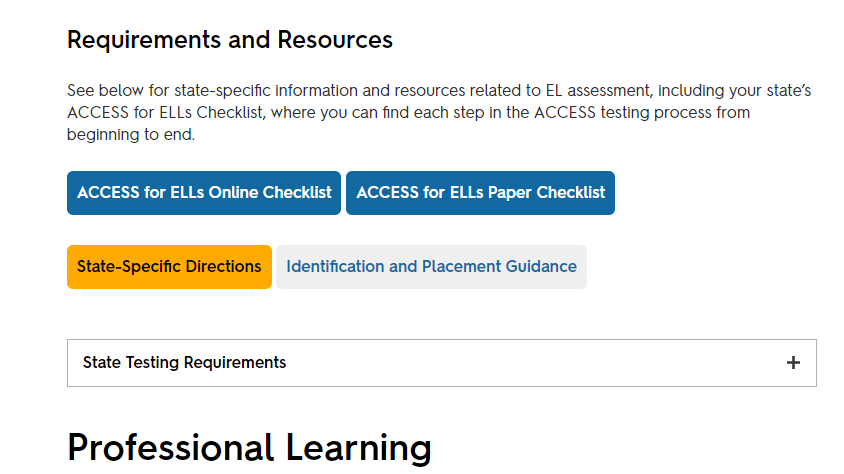 Requirements and Resources
See below for state-specific information and resources related to EL assessment, including your state's
ACCESS for ELLs Checklist, where you can find each step in the ACCESS testing process from
beginning to end.
ACCESS for ELLs Online Checklist ACCESS for ELLs Paper Checklist
State-Specific Directions Identification and Placement Guidance
State Testing Requirements +
Professional Learning